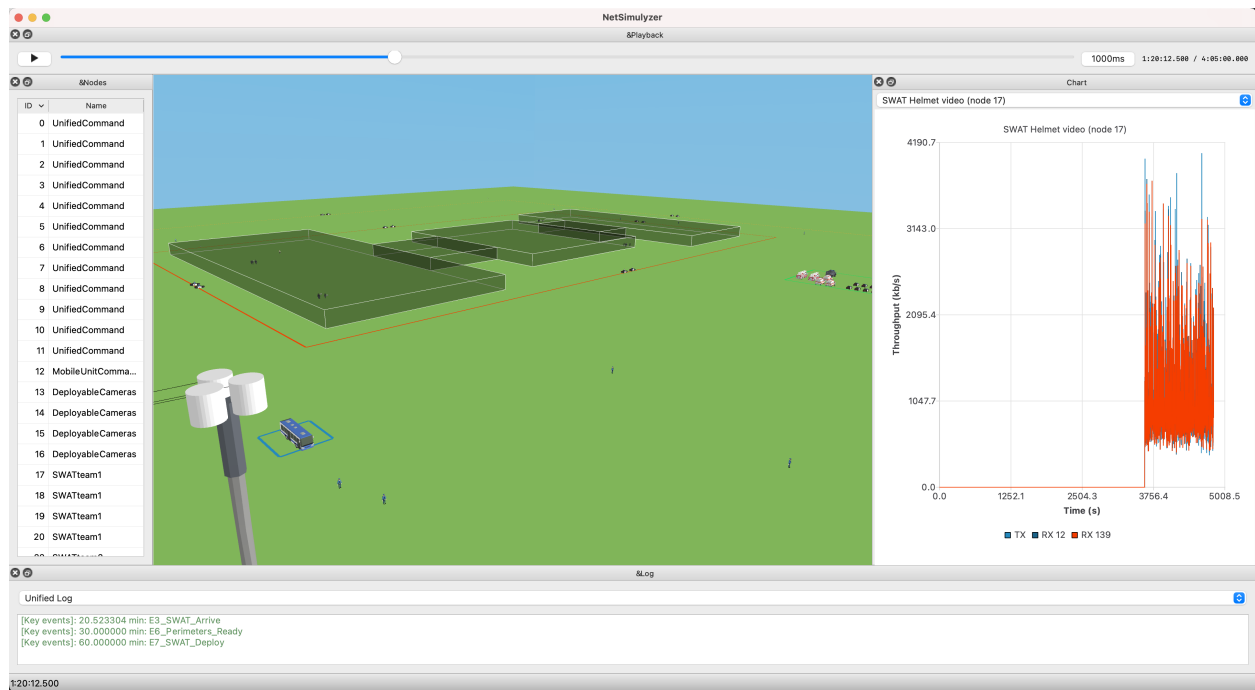 NetSimulyzer
&Playback
1000ms
1:20:12.500 / 4:05:00.000
&Nodes
ID Name
0 UnifiedCommand
1 UnifiedCommand
2 UnifiedCommand
3 UnifiedCommand
4 UnifiedCommand
5 UnifiedCommand
6 UnifiedCommand
7 UnifiedCommand
8 UnifiedCommand
9 UnifiedCommand
10 UnifiedCommand
11 UnifiedCommand
12 MobileUnitComma...
13 DeployableCameras
14 DeployableCameras
15 DeployableCameras
16 DeployableCameras
17 SWATteam1
18 SWATteam1
19 SWATteam1
20 SWATteam1
Chart
SWAT Helmet video (node 17)
SWAT Helmet video (node 17)
Throughput (kb/s)
4190.7
3143.0
2095.4
1047.7
0.0
0.0 1252.1 2504.3 3756.4 5008.5
Time (s)
TX RX 12 RX 139
&Log
Unified Log
[Key events]: 20.523304 min: E3_SWAT_Arrive
[Key events]: 30.000000 min: E6_Perimeters_Ready
[Key events]: 60.000000 min: E7_SWAT_Deploy
1:20:12.500